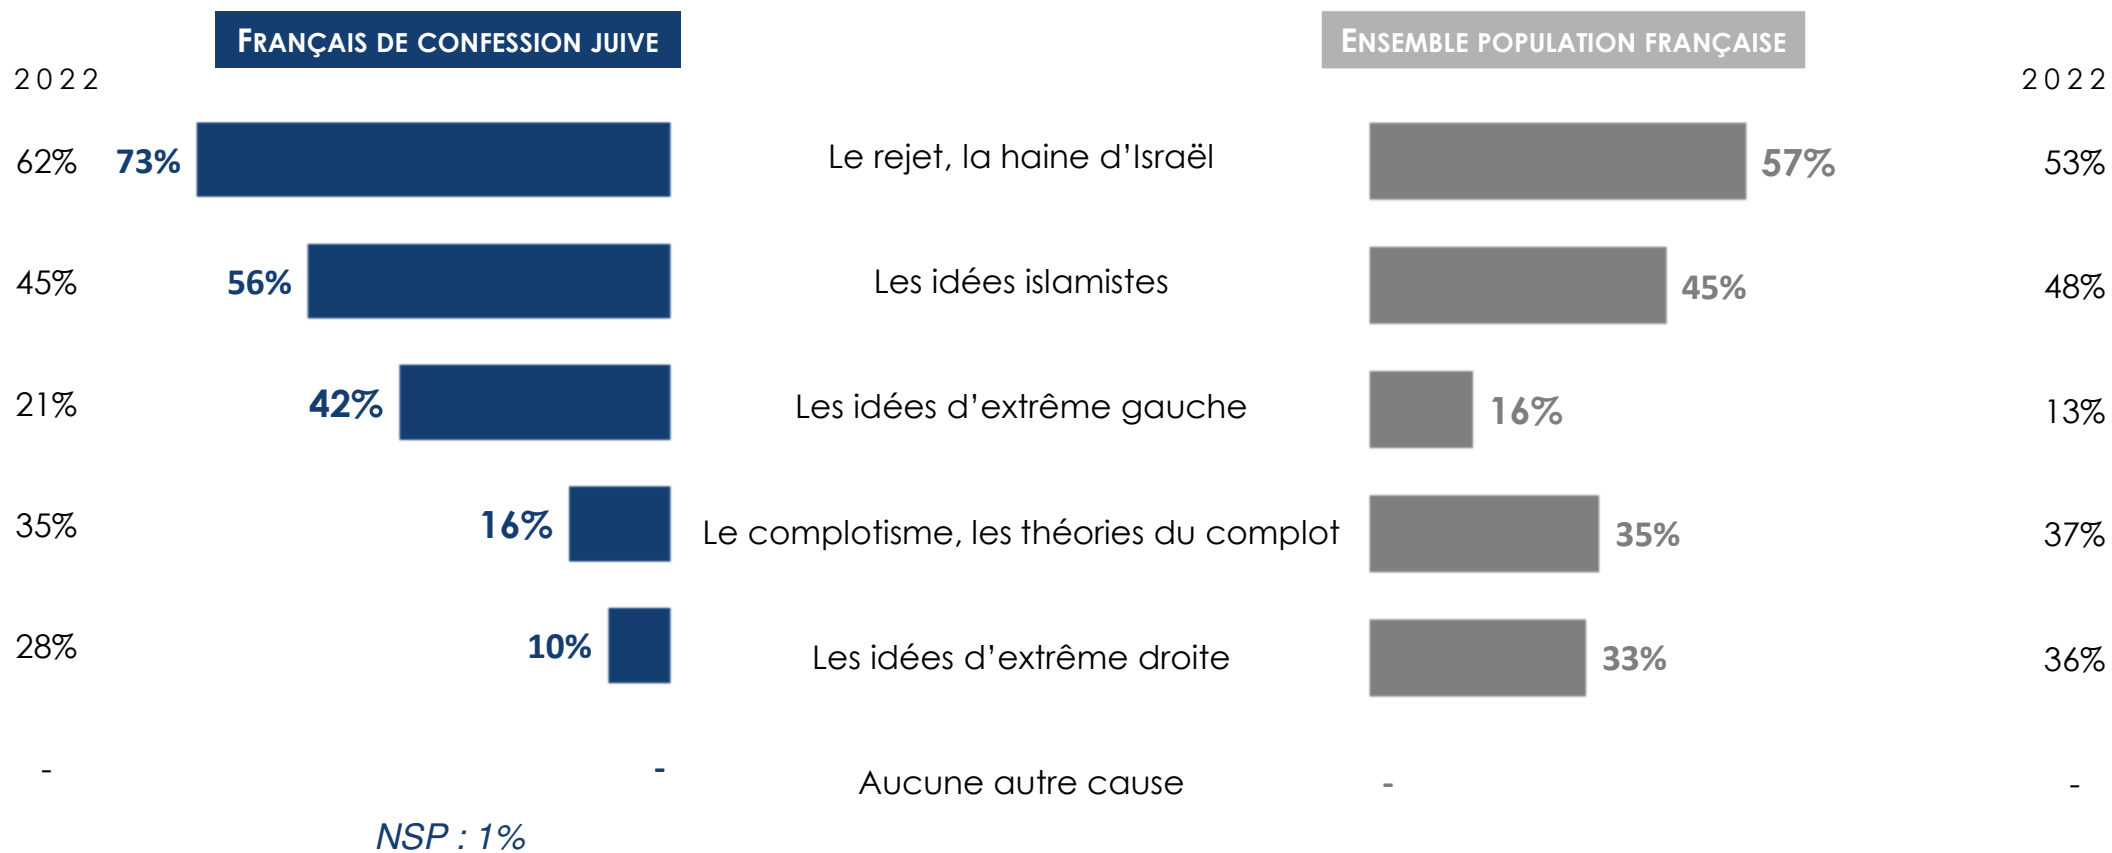 FRANÇAIS DE CONFESSION JUIVE ENSEMBLE POPULATION FRANÇAISE
2022 2022
62% 73% Le rejet, la haine d’Israël 57% 53%
45% 56% Les idées islamistes 45% 48%
21% 42% Les idées d’extrême gauche 16% 13%
35% 16% Le complotisme, les théories du complot 35% 37%
28% 10% Les idées d’extrême droite 33% 36%
- - Aucune autre cause - -
NSP : 1%